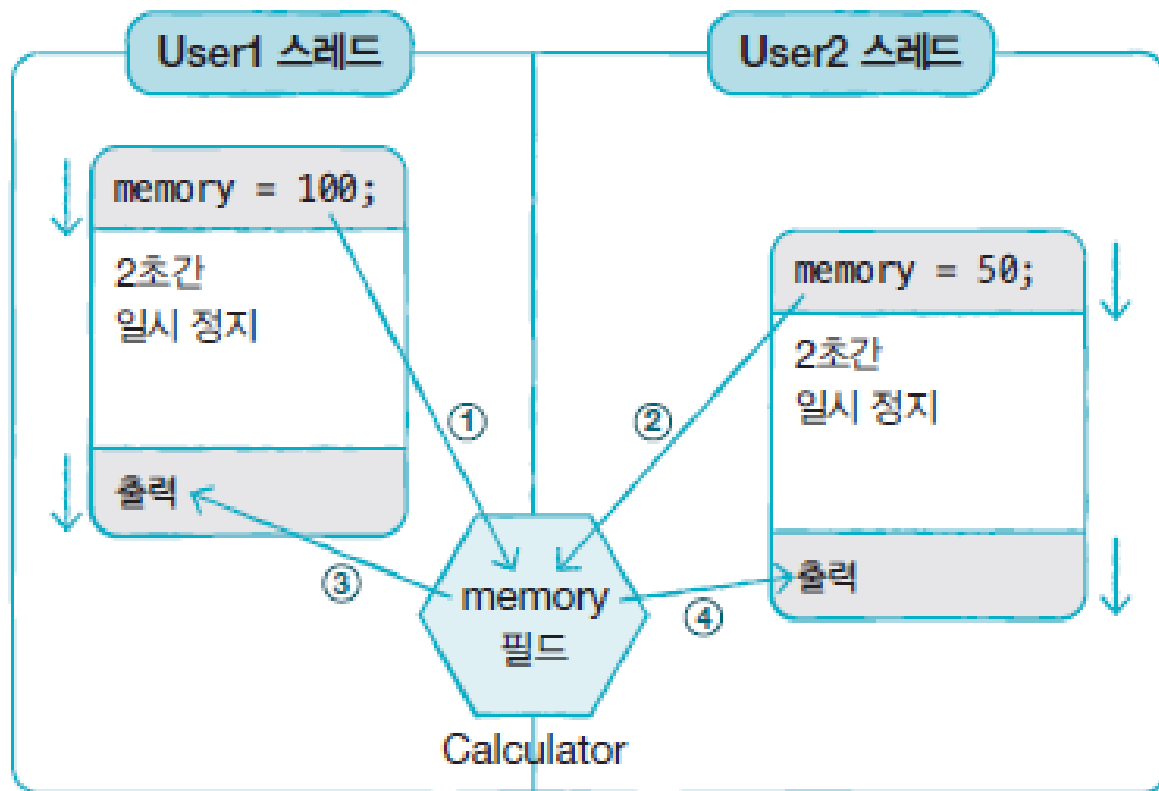 User1 스레드
User2 스레드
memory = 100;
2초간
일시 정지
출력
memory = 50;
2초간
일시 정지
출력
①
②
③
④
memory
필드
Calculator